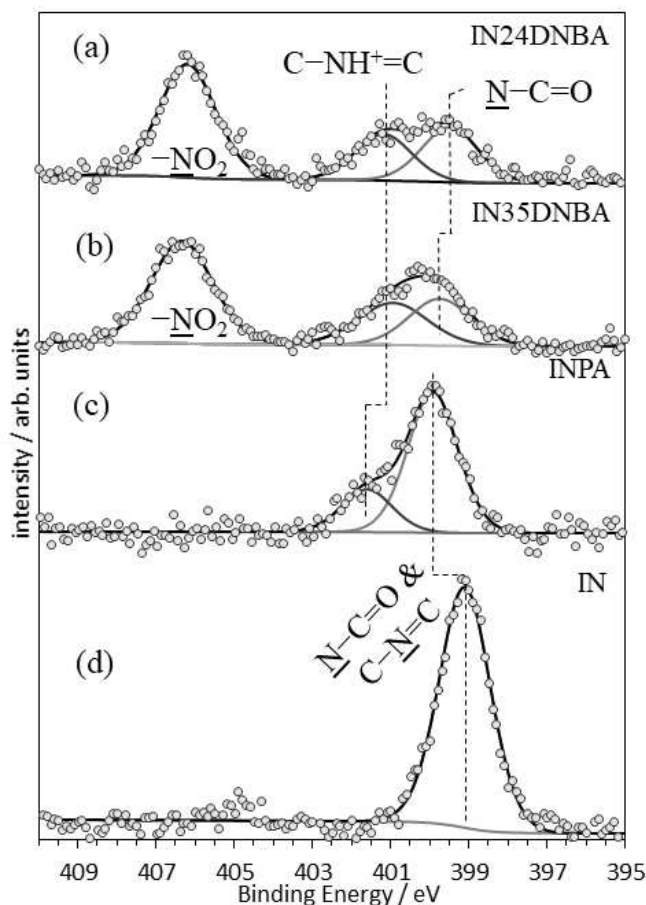 (a)
IN24DNBA
C−NH⁺=C
N−C=O
−NO₂
IN35DNBA
(b)
−NO₂
INPA
(c)
IN
N−C=O &
C−N=C
(d)
intensity / arb. units
409 407 405 403 401 399 397 395
Binding Energy / eV